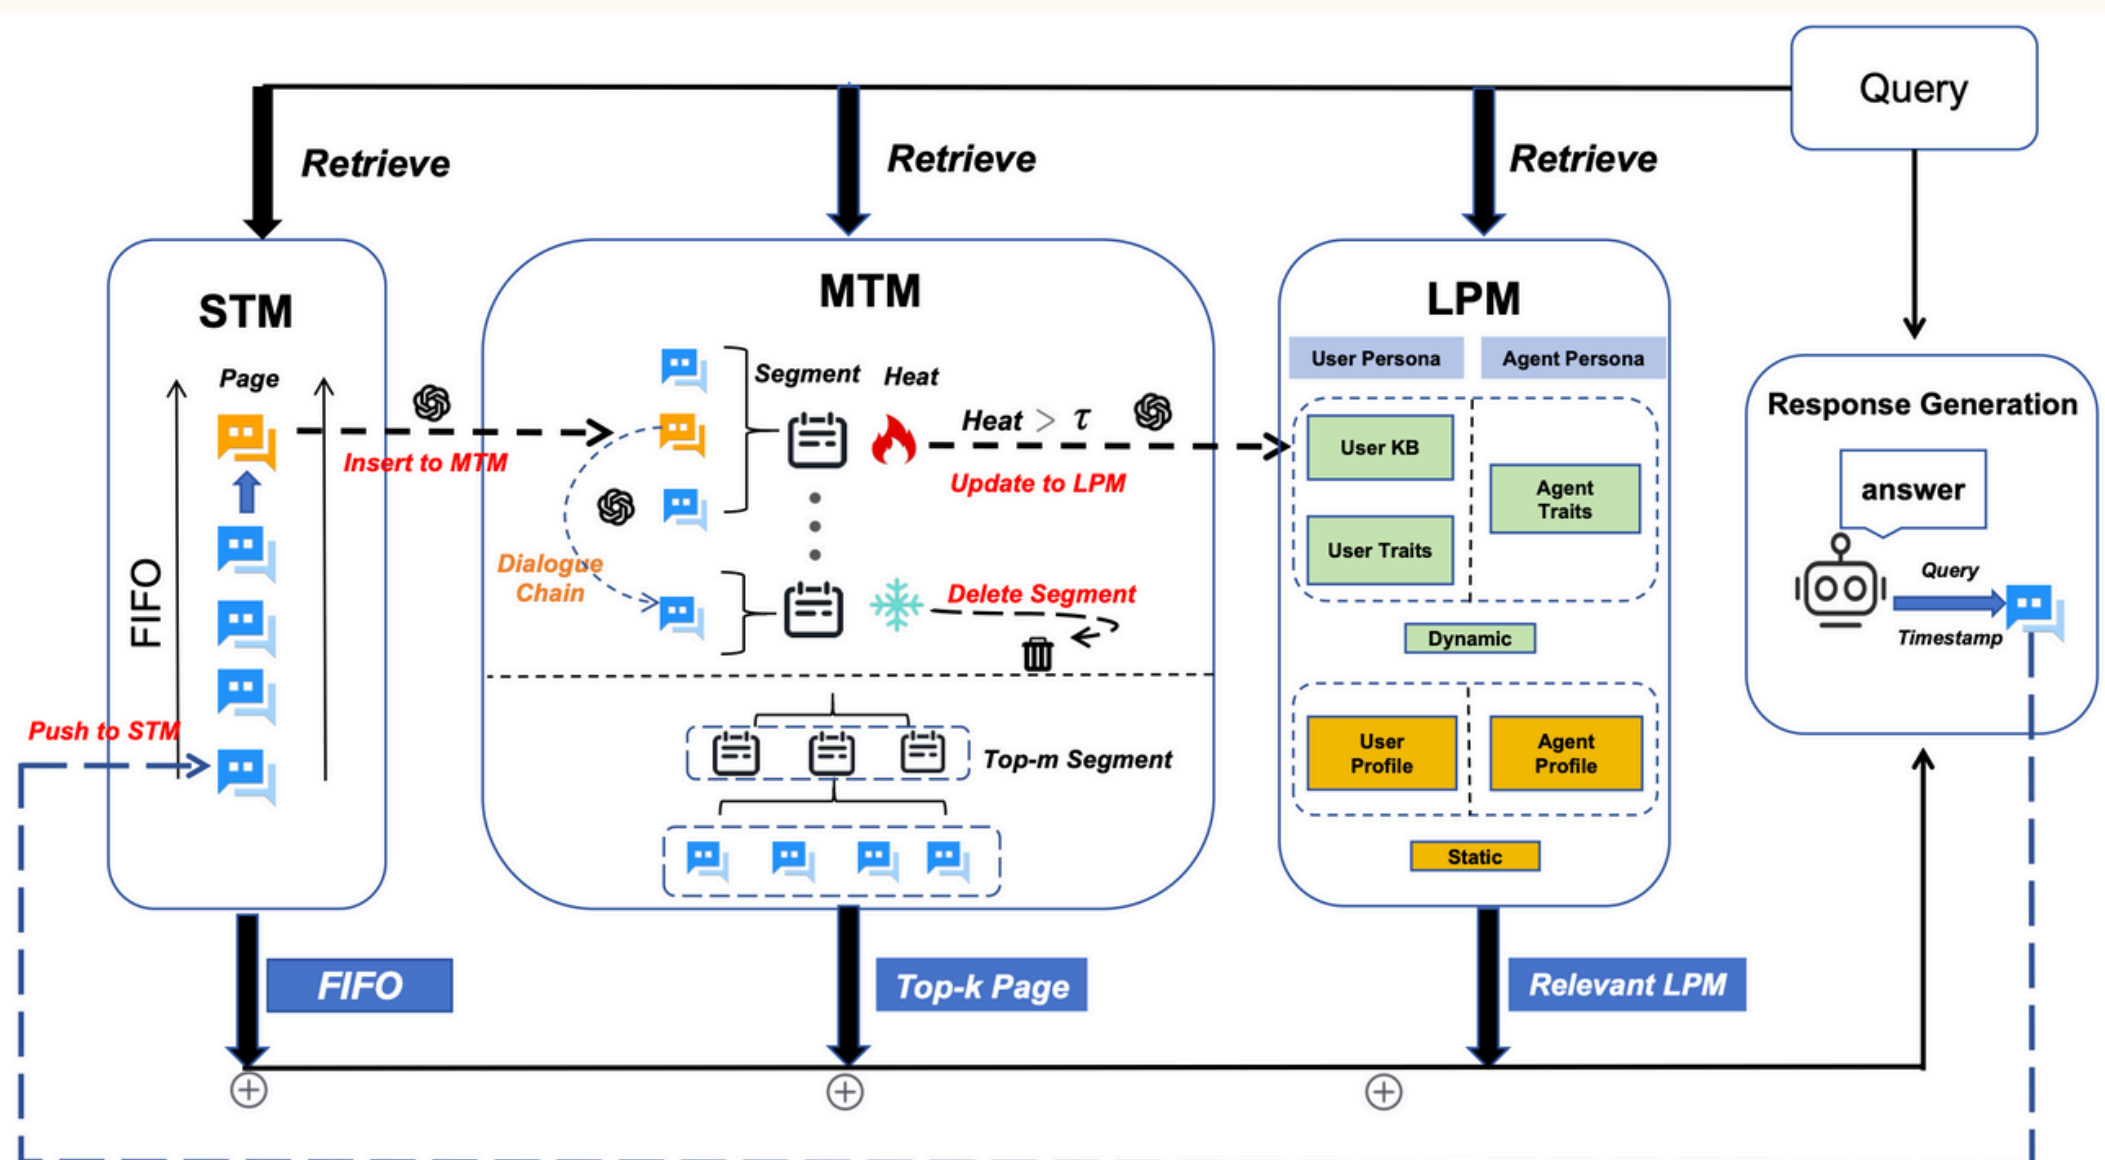 Query
Retrieve
Retrieve
Retrieve
STM
Page
FIFO
Push to STM
Insert to MTM
MTM
Segment
Heat
Heat > τ
Update to LPM
Dialogue
Chain
Delete Segment
Top-m Segment
LPM
User Persona
Agent Persona
User KB
Agent
Traits
User Traits
Dynamic
User
Profile
Agent
Profile
Static
Response Generation
answer
Query
Timestamp
FIFO
Top-k Page
Relevant LPM